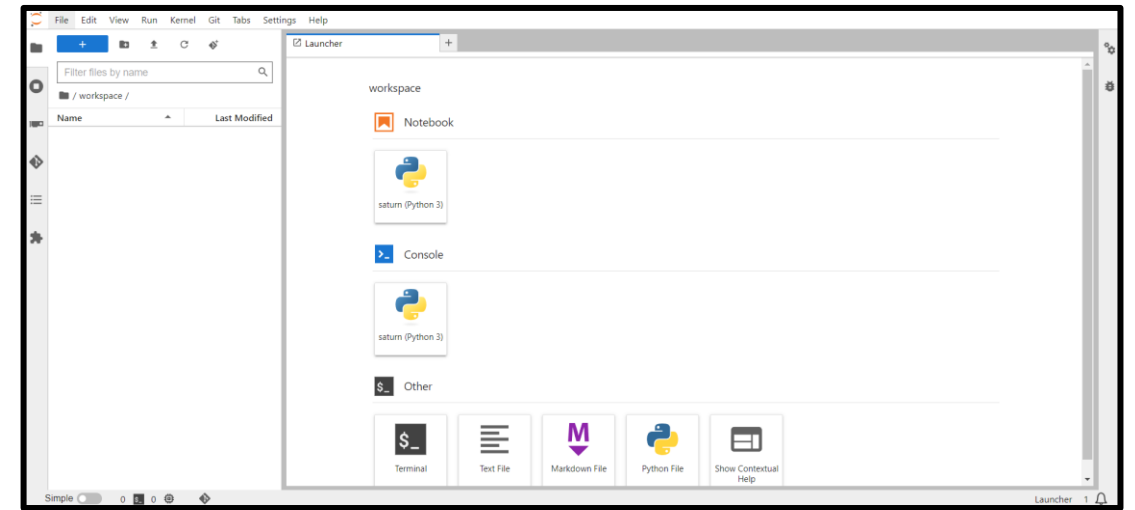 File Edit View Run Kernel Git Tabs Settings Help
+
Launcher
+
Filter files by name
/ workspace /
Name Last Modified
workspace
Notebook
saturn (Python 3)
>_ Console
saturn (Python 3)
$_ Other
$_
M
Terminal
Text File
Markdown File
Python File
Show Contextual
Help
Simple 0 $_ 0
Launcher 1